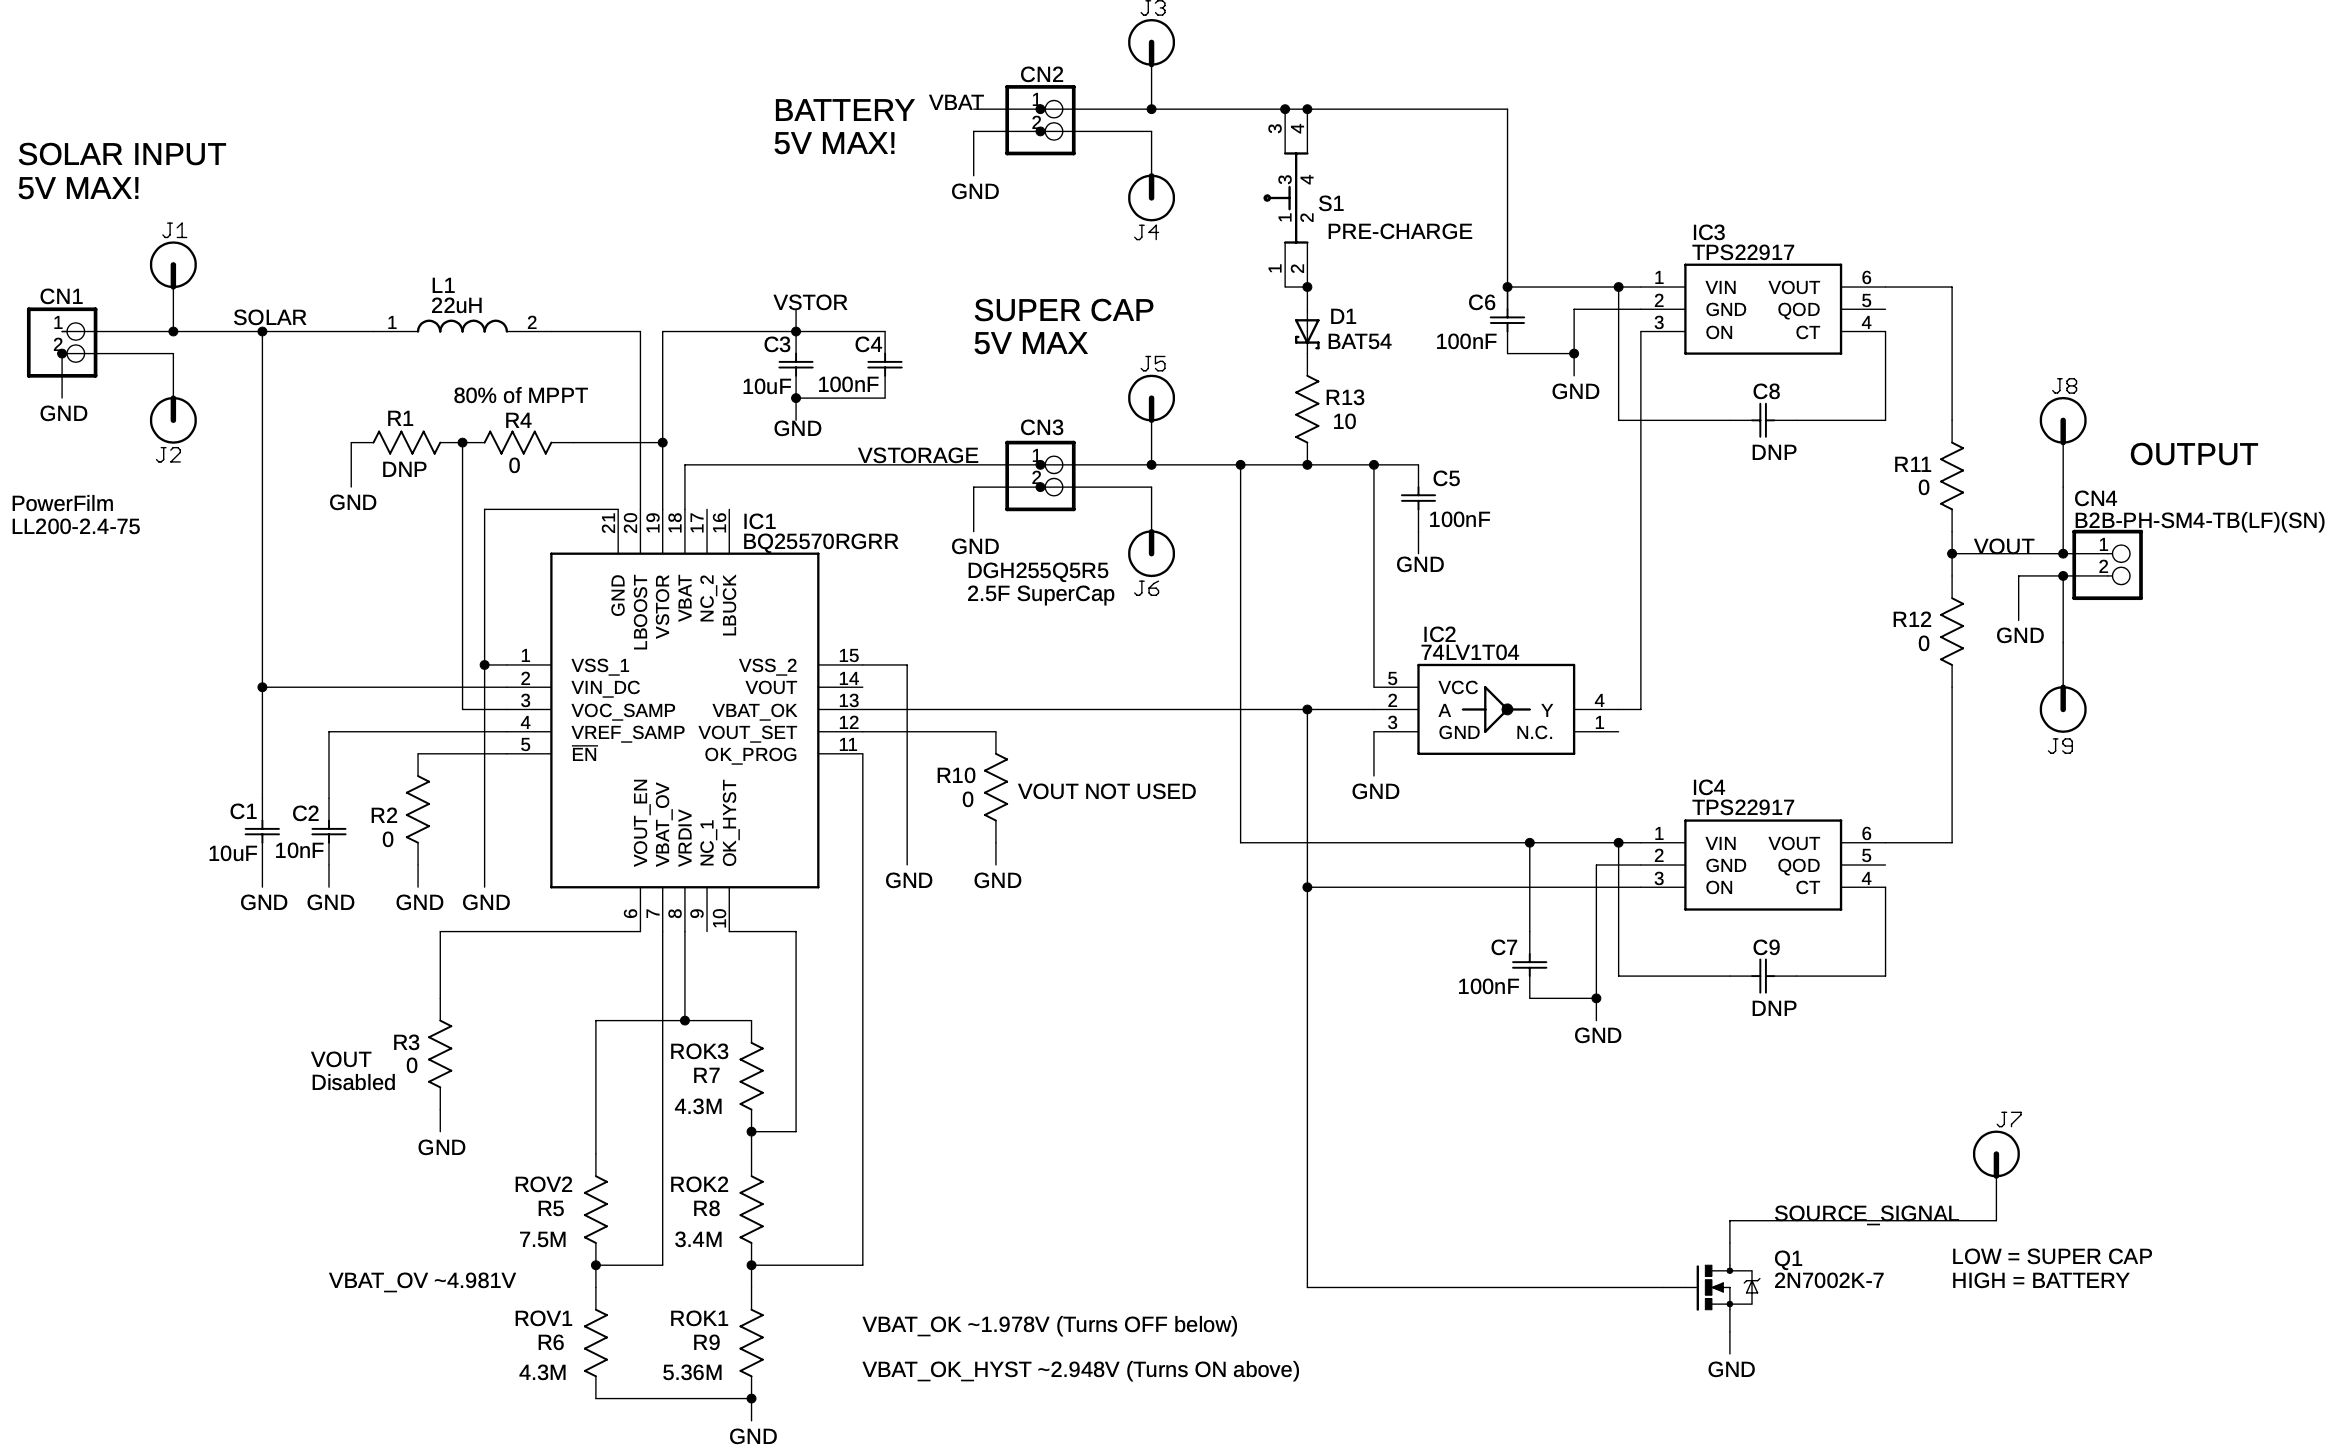 J3
CN2
BATTERY
5V MAX!
VBAT
1
2
GND
J4
3
4
3
4
1
2
S1
PRE-CHARGE
1
2
SOLAR INPUT
5V MAX!
J1
CN1
1
2
GND
J2
SOLAR
L1
22uH
1
2
PowerFilm
LL200-2.4-75
80% of MPPT
R1
DNP
R4
0
GND
VSTOR
C3
10uF
C4
100nF
GND
SUPER CAP
5V MAX
J5
CN3
1
2
VSTORAGE
GND
DGH255Q5R5
2.5F SuperCap
J6
D1
BAT54
R13
10
C5
100nF
GND
C6
100nF
GND
IC3
TPS22917
1
2
3
VIN
GND
ON
VOUT
QOD
CT
6
5
4
C8
DNP
R11
0
R12
0
J8
OUTPUT
CN4
B2B-PH-SM4-TB(LF)(SN)
VOUT
1
2
GND
J9
IC1
BQ25570RGRR
21
20
19
18
17
16
GND
LBOOST
VSTOR
VBAT
NC_2
LBUCK
1
2
3
4
5
VSS_1
VIN_DC
VOC_SAMP
VREF_SAMP
EN
VSS_2
VOUT
VBAT_OK
VOUT_SET
OK_PROG
15
14
13
12
11
VOUT_EN
VBAT_OV
VRDIV
NC_1
OK_HYST
6
7
8
9
10
C1
10uF
GND
C2
10nF
GND
R2
0
GND
GND
GND
R10
0
VOUT NOT USED
GND
IC2
74LV1T04
5
2
3
VCC
A
GND
Y
N.C.
4
1
GND
IC4
TPS22917
1
2
3
VIN
GND
ON
VOUT
QOD
CT
6
5
4
C7
100nF
GND
C9
DNP
VOUT
Disabled
R3
0
GND
ROK3
R7
4.3M
ROV2
R5
7.5M
ROK2
R8
3.4M
VBAT_OV ~4.981V
ROV1
R6
4.3M
ROK1
R9
5.36M
GND
VBAT_OK ~1.978V (Turns OFF below)
VBAT_OK_HYST ~2.948V (Turns ON above)
J7
SOURCE_SIGNAL
Q1
2N7002K-7
LOW = SUPER CAP
HIGH = BATTERY
GND